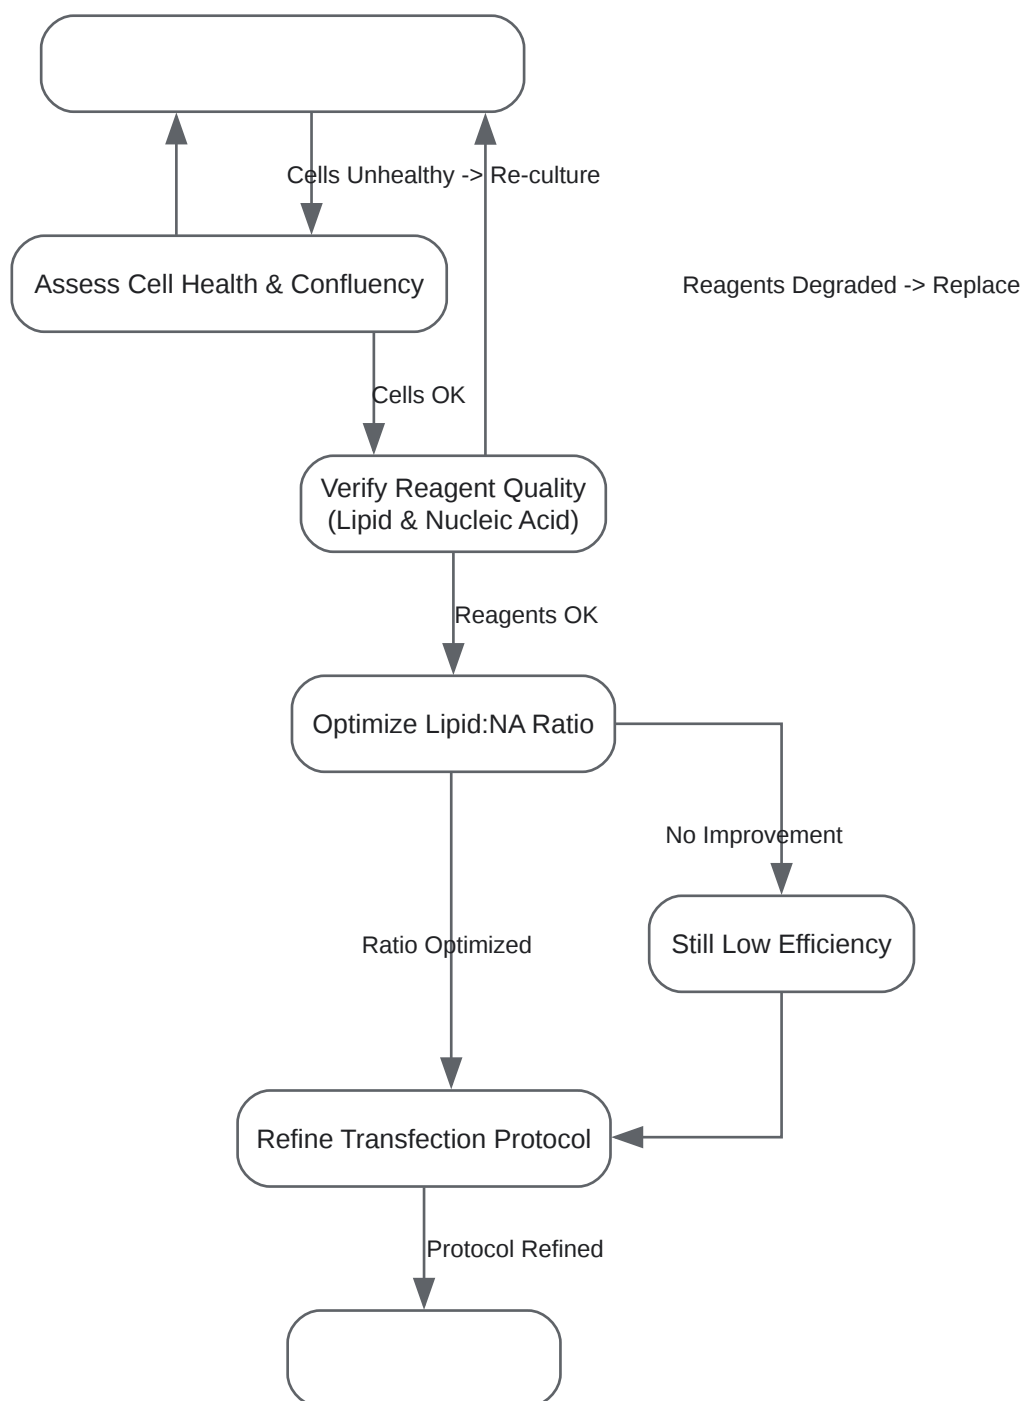 Cells Unhealthy -> Re-culture
Assess Cell Health & Confluency
Reagents Degraded -> Replace
Cells OK
Verify Reagent Quality
(Lipid & Nucleic Acid)
Reagents OK
Optimize Lipid:NA Ratio
No Improvement
Ratio Optimized
Still Low Efficiency
Refine Transfection Protocol
Protocol Refined